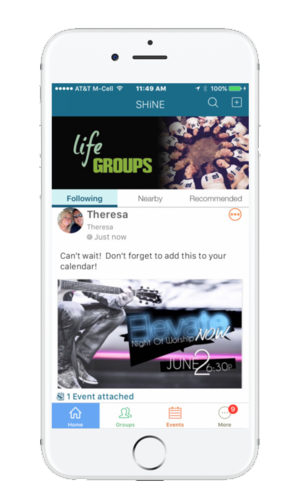 AT&T M-Cell 11:49 AM 100%
SHiNE
life
GROUPS
Following Nearby Recommended
Theresa
Theresa
Just now
Can't wait! Don't forget to add this to your
calendar!
Elevate
Night Of Worship NOW
JUNE 2 6:30P
1 Event attached
9
Home Groups Events More